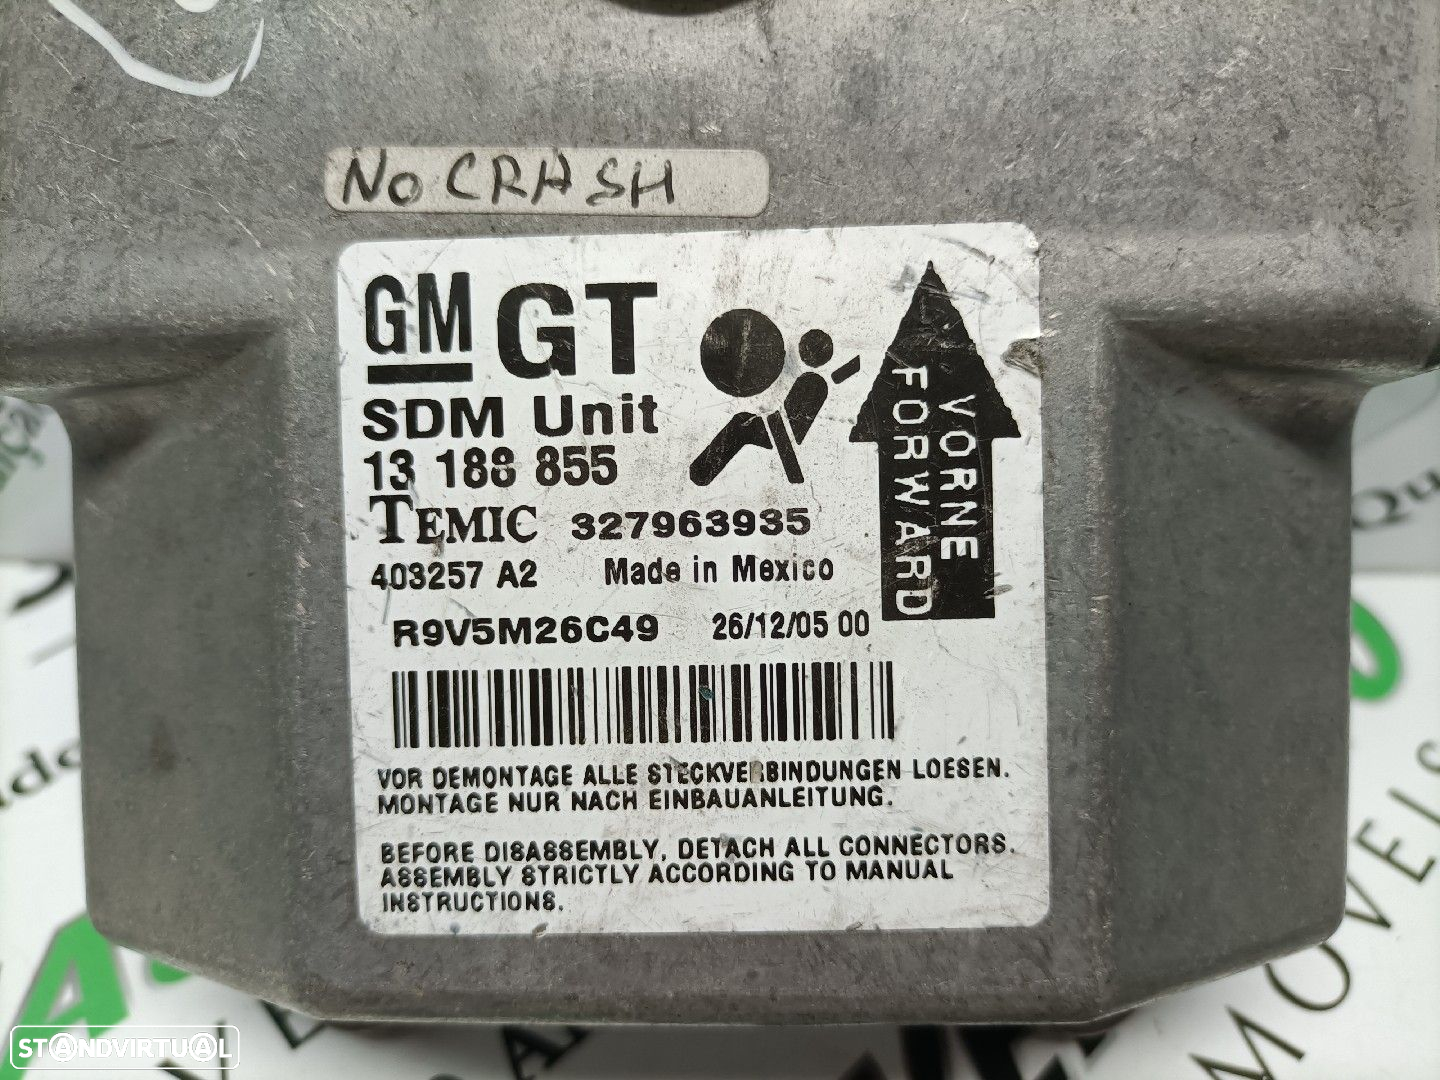 NO CRASH
GM GT
SDM Unit
13 188 855
TEMIC 327963935
403257 A2 Made in Mexico
R9V5M26C49 26/12/05 00
VORNE
FORWARD
VOR DEMONTAGE ALLE STECKVERBINDUNGEN LOESEN.
MONTAGE NUR NACH EINBAUANLEITUNG.
BEFORE DISASSEMBLY, DETACH ALL CONNECTORS.
ASSEMBLY STRICTLY ACCORDING TO MANUAL
INSTRUCTIONS.
STANDVIRTUAL